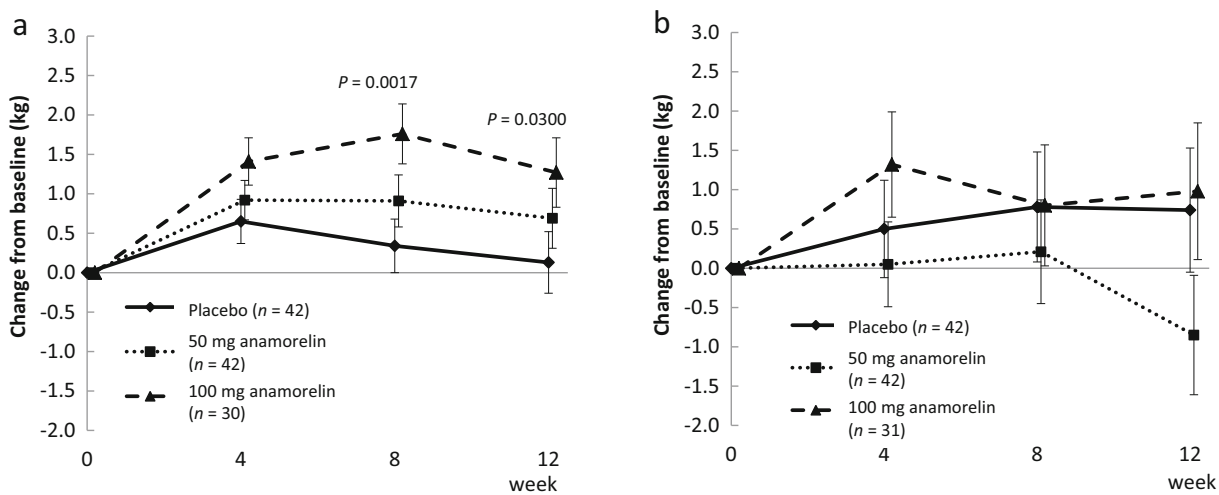 a
Change from baseline (kg)
3.0
2.5
2.0
1.5
1.0
0.5
0.0
-0.5
-1.0
-1.5
-2.0
P = 0.0017
P = 0.0300
Placebo (n = 42)
50 mg anamorelin
(n = 42)
100 mg anamorelin
(n = 30)
0
4
8
12
week
b
Change from baseline (kg)
3.0
2.5
2.0
1.5
1.0
0.5
0.0
-0.5
-1.0
-1.5
-2.0
Placebo (n = 42)
50 mg anamorelin
(n = 42)
100 mg anamorelin
(n = 31)
0
4
8
12
week